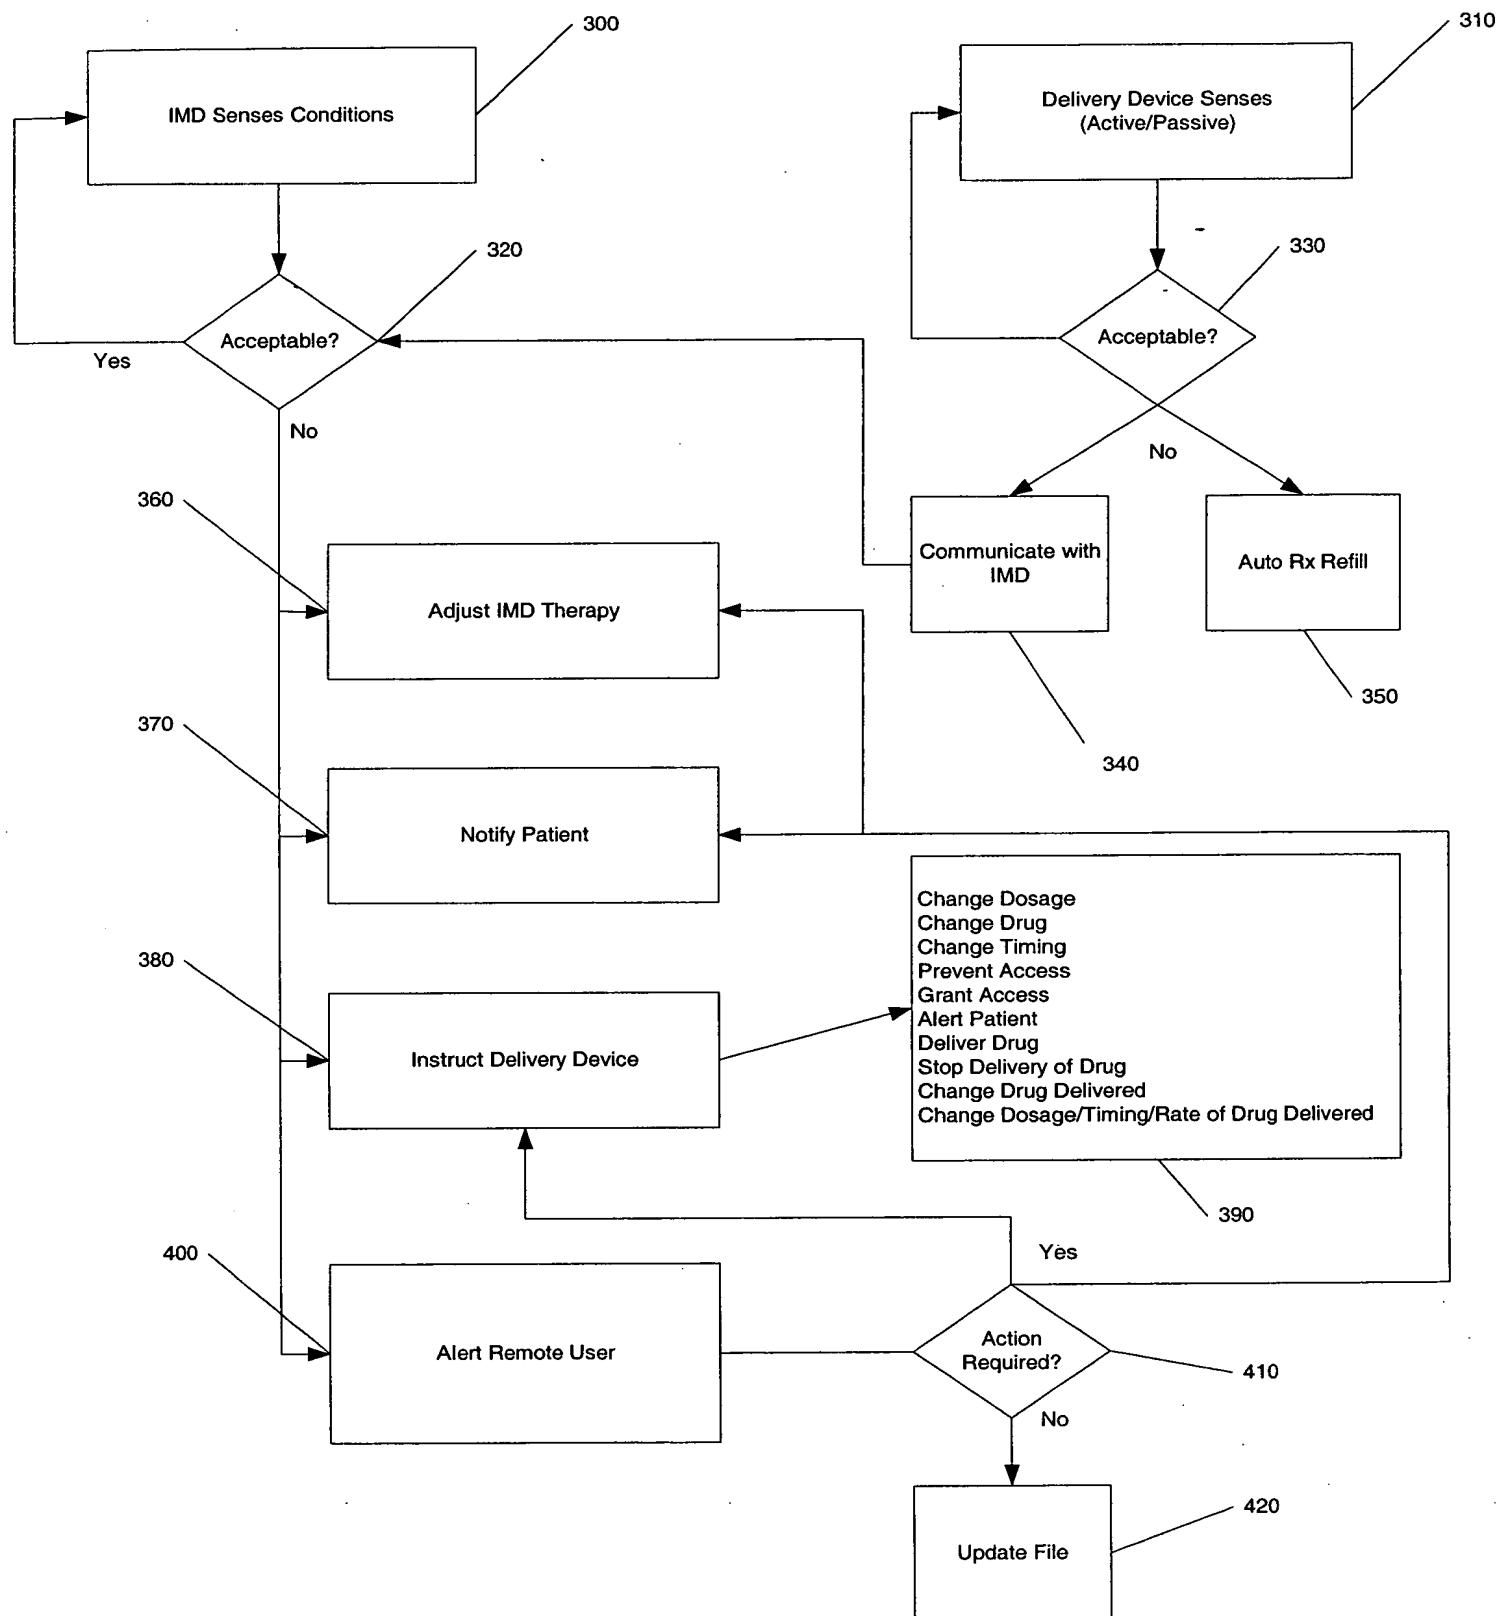 300
310
IMD Senses Conditions
Delivery Device Senses
(Active/Passive)
320
330
Acceptable?
Acceptable?
Yes
No
No
360
Communicate with
IMD
Auto Rx Refill
Adjust IMD Therapy
350
370
340
Notify Patient
Change Dosage
Change Drug
Change Timing
Prevent Access
Grant Access
Alert Patient
Deliver Drug
Stop Delivery of Drug
Change Drug Delivered
Change Dosage/Timing/Rate of Drug Delivered
380
Instruct Delivery Device
390
400
Yes
Alert Remote User
Action
Required?
410
No
420
Update File